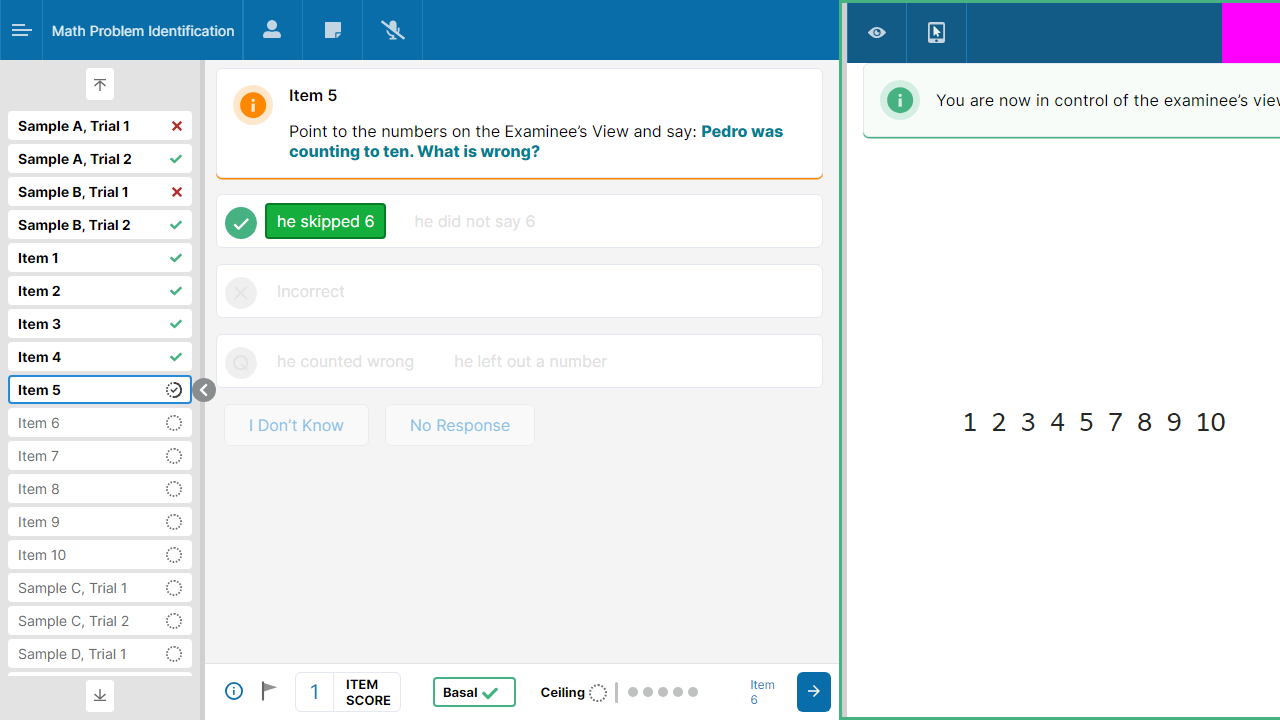 Math Problem Identification
Sample A, Trial 1
Sample A, Trial 2
Sample B, Trial 1
Sample B, Trial 2
Item 1
Item 2
Item 3
Item 4
Item 5
Item 6
Item 7
Item 8
Item 9
Item 10
Sample C, Trial 1
Sample C, Trial 2
Sample D, Trial 1
Item 5
Point to the numbers on the Examinee’s View and say: Pedro was
counting to ten. What is wrong?
he skipped 6 he did not say 6
Incorrect
Q he counted wrong he left out a number
I Don’t Know No Response
1 ITEM
SCORE
Basal
Ceiling
Item
6
You are now in control of the examinee’s view
1 2 3 4 5 7 8 9 10